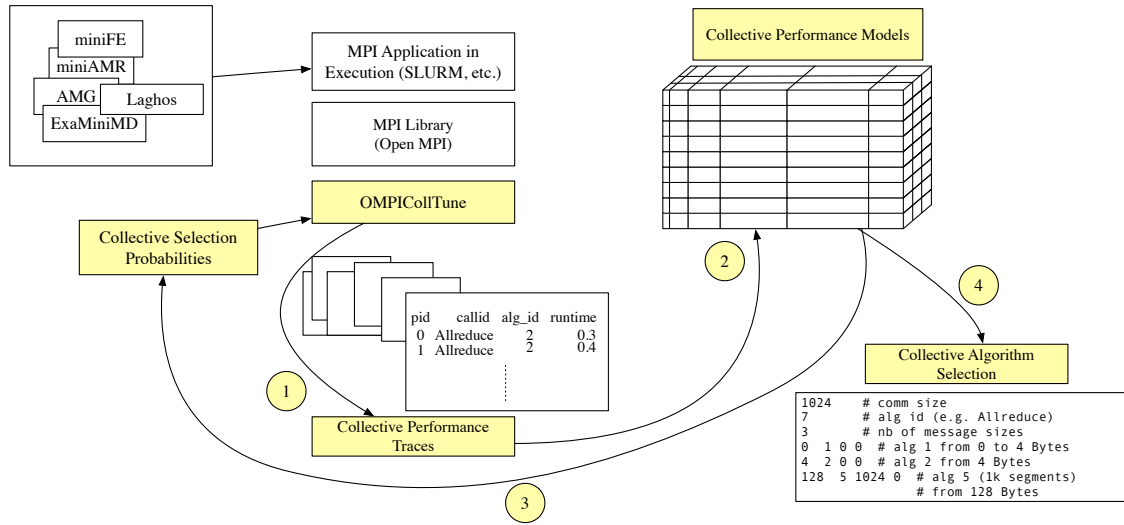 miniFE
miniAMR
AMG
Laghos
ExaMiniMD
MPI Application in
Execution (SLURM, etc.)
MPI Library
(Open MPI)
OMPICollTune
Collective Selection
Probabilities
pid callid alg_id runtime
0 Allreduce 2 0.3
1 Allreduce 2 0.4
1
Collective Performance
Traces
Collective Performance Models
2
3
4
Collective Algorithm
Selection
1024 # comm size
7 # alg id (e.g. Allreduce)
3 # nb of message sizes
0 1 0 0 # alg 1 from 0 to 4 Bytes
4 2 0 0 # alg 2 from 4 Bytes
128 5 1024 0 # alg 5 (1k segments)
# from 128 Bytes